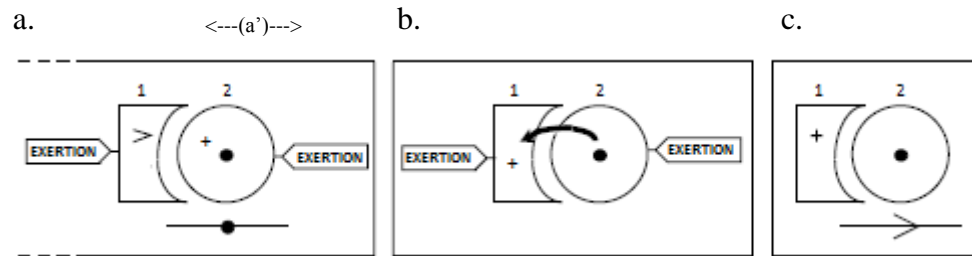 a. <---(a’)---> b. c.
1 2 1 2 1 2
> + + +
EXERTION EXERTION EXERTION EXERTION